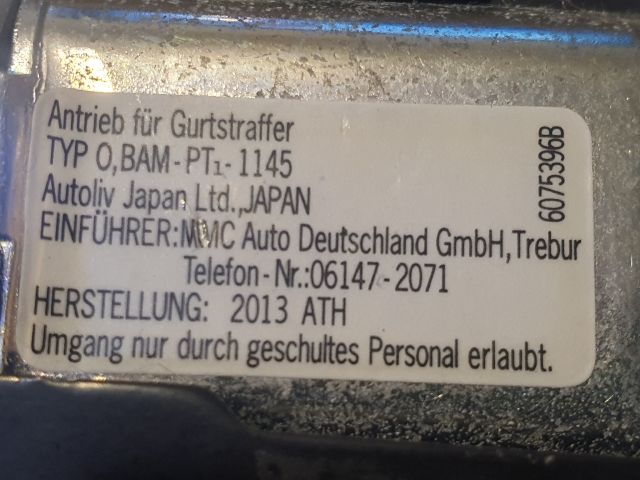 Antrieb für Gurtstraffer
TYP O,BAM-PT1-1145
Autoliv Japan Ltd.,JAPAN
EINFÜHRER:MMC Auto Deutschland GmbH,Trebur
Telefon-Nr.:06147-2071
HERSTELLUNG: 2013 ATH
Umgang nur durch geschultes Personal erlaubt.
6075396B